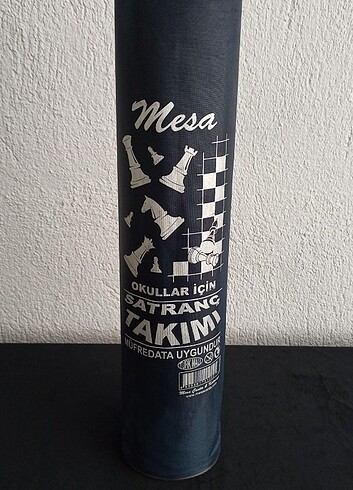 Mesa
OKULLAR İÇİN
SATRANÇ
TAKIMI
MÜFREDATA UYGUNDUR